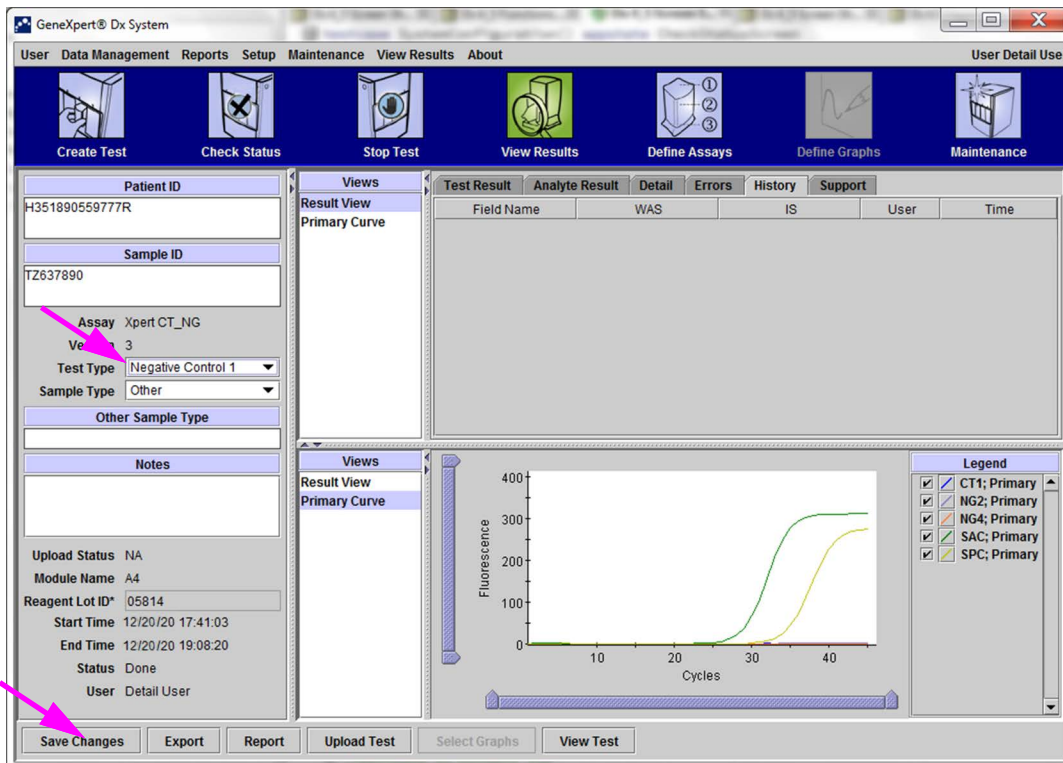 GeneXpert® Dx System
User Data Management Reports Setup Maintenance View Results About User Detail Use
Create Test Check Status Stop Test View Results Define Assays Define Graphs Maintenance
Patient ID
H351890559777R
Sample ID
TZ637890
Assay Xpert CT_NG
3
Test Type Negative Control 1
Sample Type Other
Other Sample Type
Notes
Upload Status NA
Module Name A4
Reagent Lot ID* 05814
Start Time 12/20/20 17:41:03
End Time 12/20/20 19:08:20
Status Done
User Detail User
Views
Result View
Primary Curve
Test Result Analyte Result Detail Errors History Support
Field Name WAS IS User Time
Views
Result View
Primary Curve
Fluorescence
400
300
200
100
0
10 20 30 40
Cycles
Legend
CT1; Primary
NG2; Primary
NG4; Primary
SAC; Primary
SPC; Primary
Save Changes Export Report Upload Test Select Graphs View Test